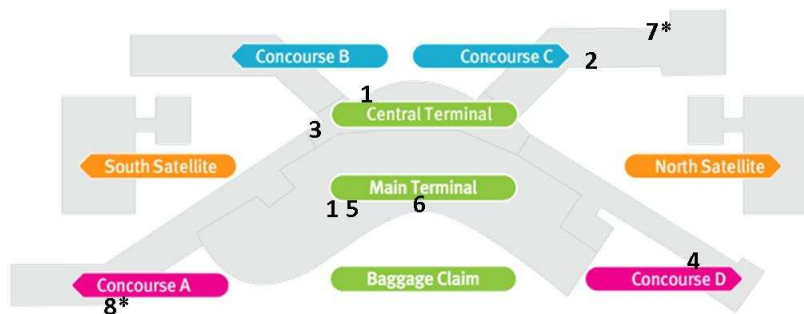 7*
Concourse B
Concourse C
2
1
Central Terminal
3
South Satellite
North Satellite
Main Terminal
1 5
6
4
Concourse A
Baggage Claim
Concourse D
8*